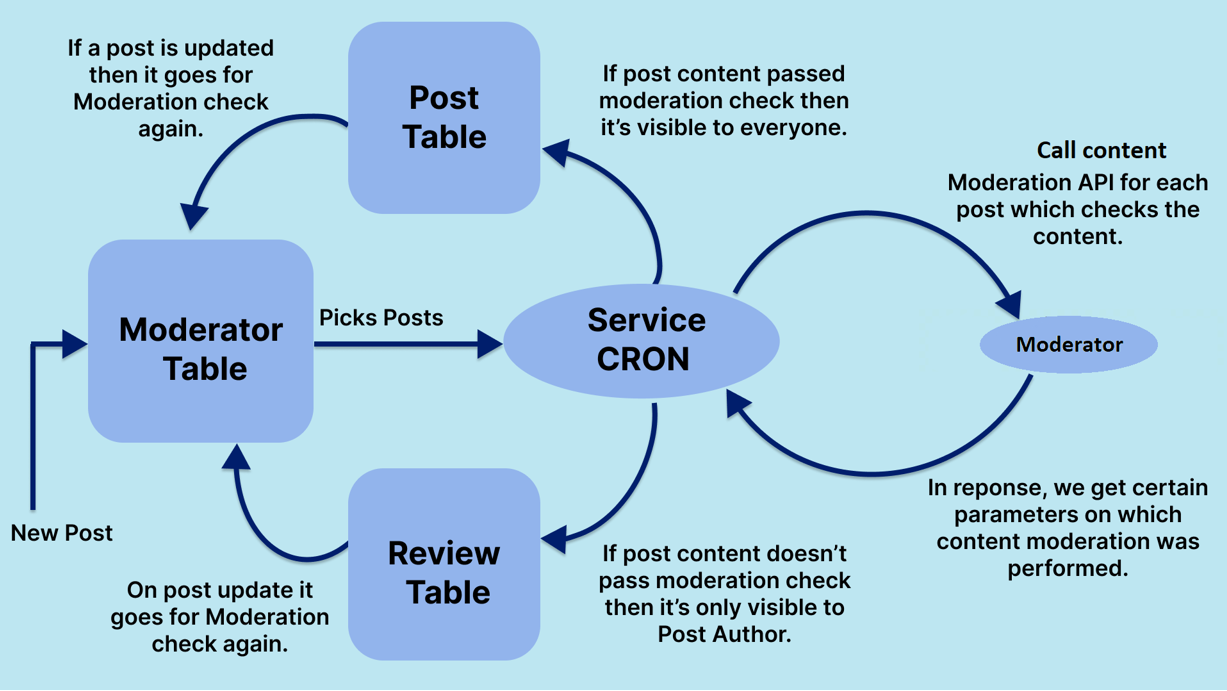 If a post is updated
then it goes for
Moderation check
again.
Post
Table
If post content passed
moderation check then
it's visible to everyone.
Call content
Moderation API for each
post which checks the
content.
Moderator
Table
Picks Posts
Service
CRON
Moderator
New Post
On post update it
goes for Moderation
check again.
Review
Table
If post content doesn't
pass moderation check
then it's only visible to
Post Author.
In reponse, we get certain
parameters on which
content moderation was
performed.